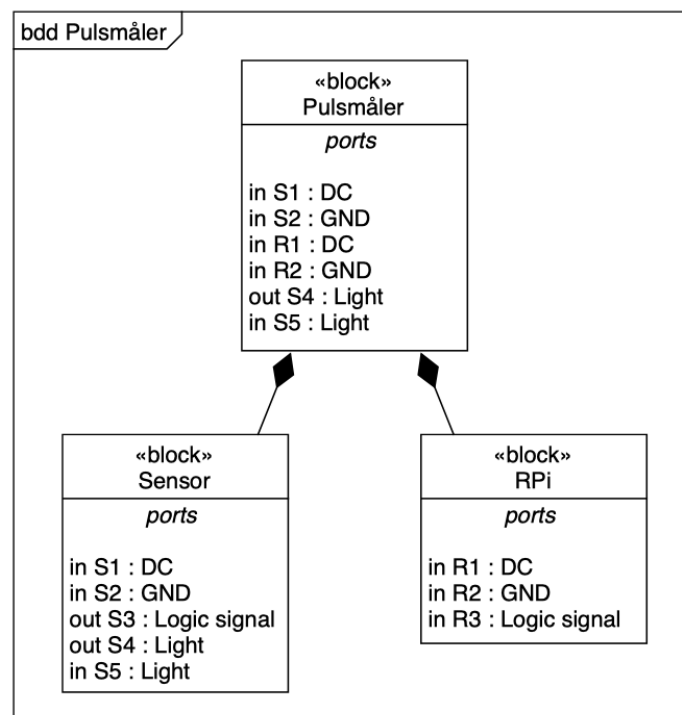 bdd Pulsmåler
«block»
Pulsmåler
ports
in S1 : DC
in S2 : GND
in R1 : DC
in R2 : GND
out S4 : Light
in S5 : Light
«block»
Sensor
ports
in S1 : DC
in S2 : GND
out S3 : Logic signal
out S4 : Light
in S5 : Light
«block»
RPi
ports
in R1 : DC
in R2 : GND
in R3 : Logic signal